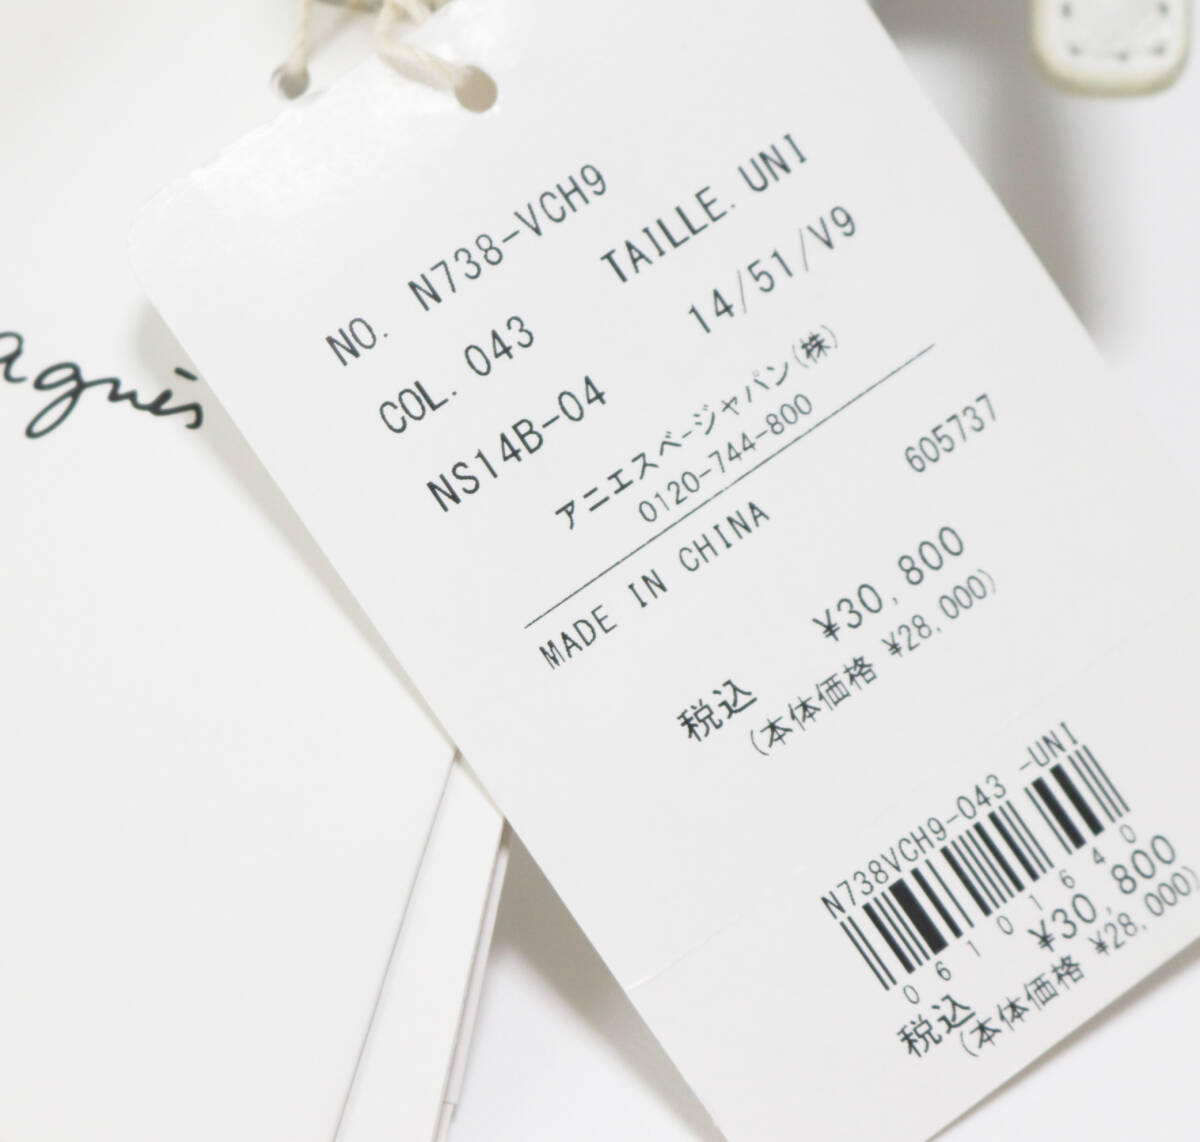 agnès
NO. N738-VCH9
COL. 043 TAILLE. UNI
NS14B-04 14/51/V9
アニエスベージャパン(株)
0120-744-800
MADE IN CHINA 605737
税込 ¥30,800
(本体価格 ¥28,000)
N738VCH9-043 -UNI
06101640
税込 ¥30,800
(本体価格 ¥28,000)